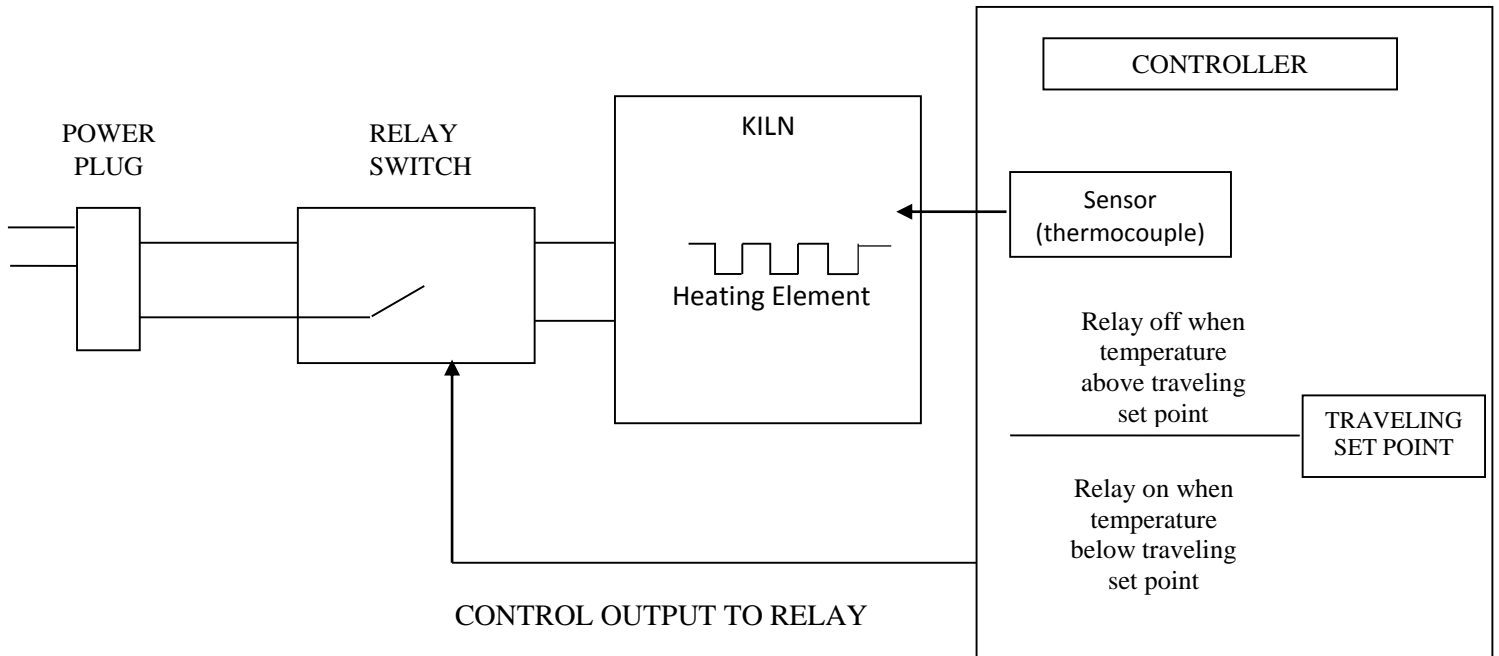 CONTROLLER
POWER
PLUG
RELAY
SWITCH
KILN
Heating Element
Sensor
(thermocouple)
Relay off when
temperature
above traveling
set point
TRAVELING
SET POINT
Relay on when
temperature
below traveling
set point
CONTROL OUTPUT TO RELAY